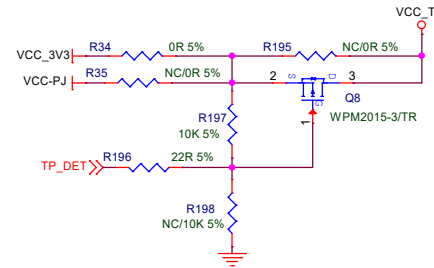 VCC_T
R34 0R 5% R195 NC/0R 5%
VCC_3V3
R35 NC/0R 5%
VCC-PJ 2 S D 3
G Q8
R197 1 WPM2015-3/TR
10K 5%
R196 22R 5%
TP_DET
R198
NC/10K 5%